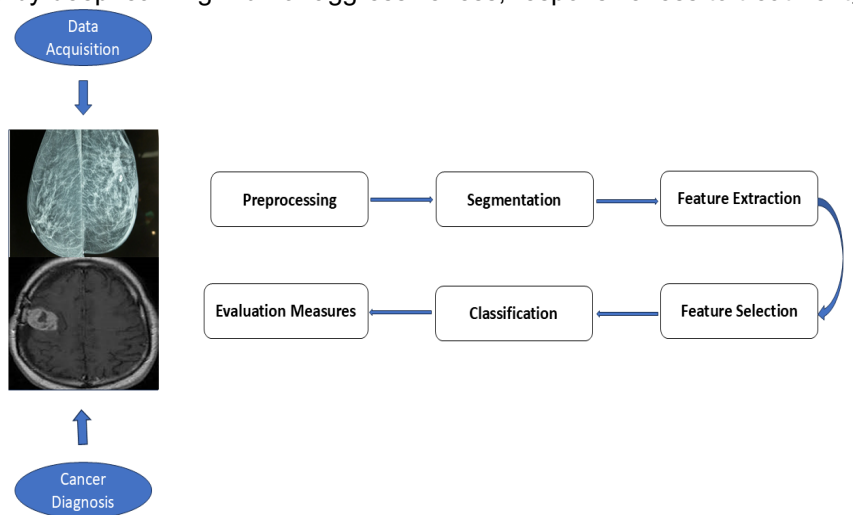 Data
Acquisition
Preprocessing
Segmentation
Feature Extraction
Evaluation Measures
Classification
Feature Selection
Cancer
Diagnosis